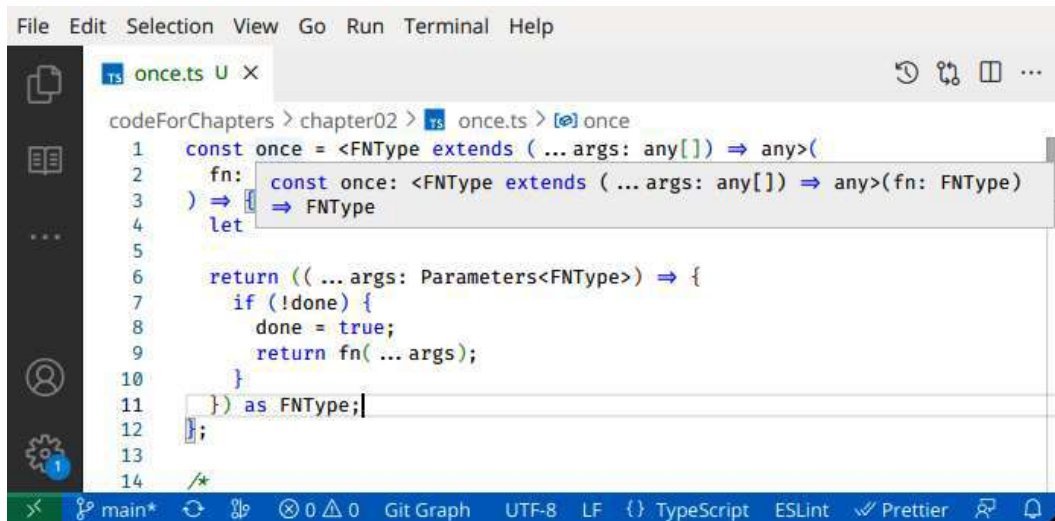 File Edit Selection View Go Run Terminal Help
TS once.ts U ×
codeForChapters > chapter02 > TS once.ts > once
1 const once = <FNType extends (...args: any[]) => any>(
2 fn:
const once: <FNType extends (...args: any[]) => any>(fn: FNType)
3 ) => {
=> FNType
4 let
5
6 return ((...args: Parameters<FNType>) => {
7 if (!done) {
8 done = true;
9 return fn(...args);
10 }
11 }) as FNType;
12 };
13
14 /*
1
main* 0 0 Git Graph UTF-8 LF {} TypeScript ESLint Prettier